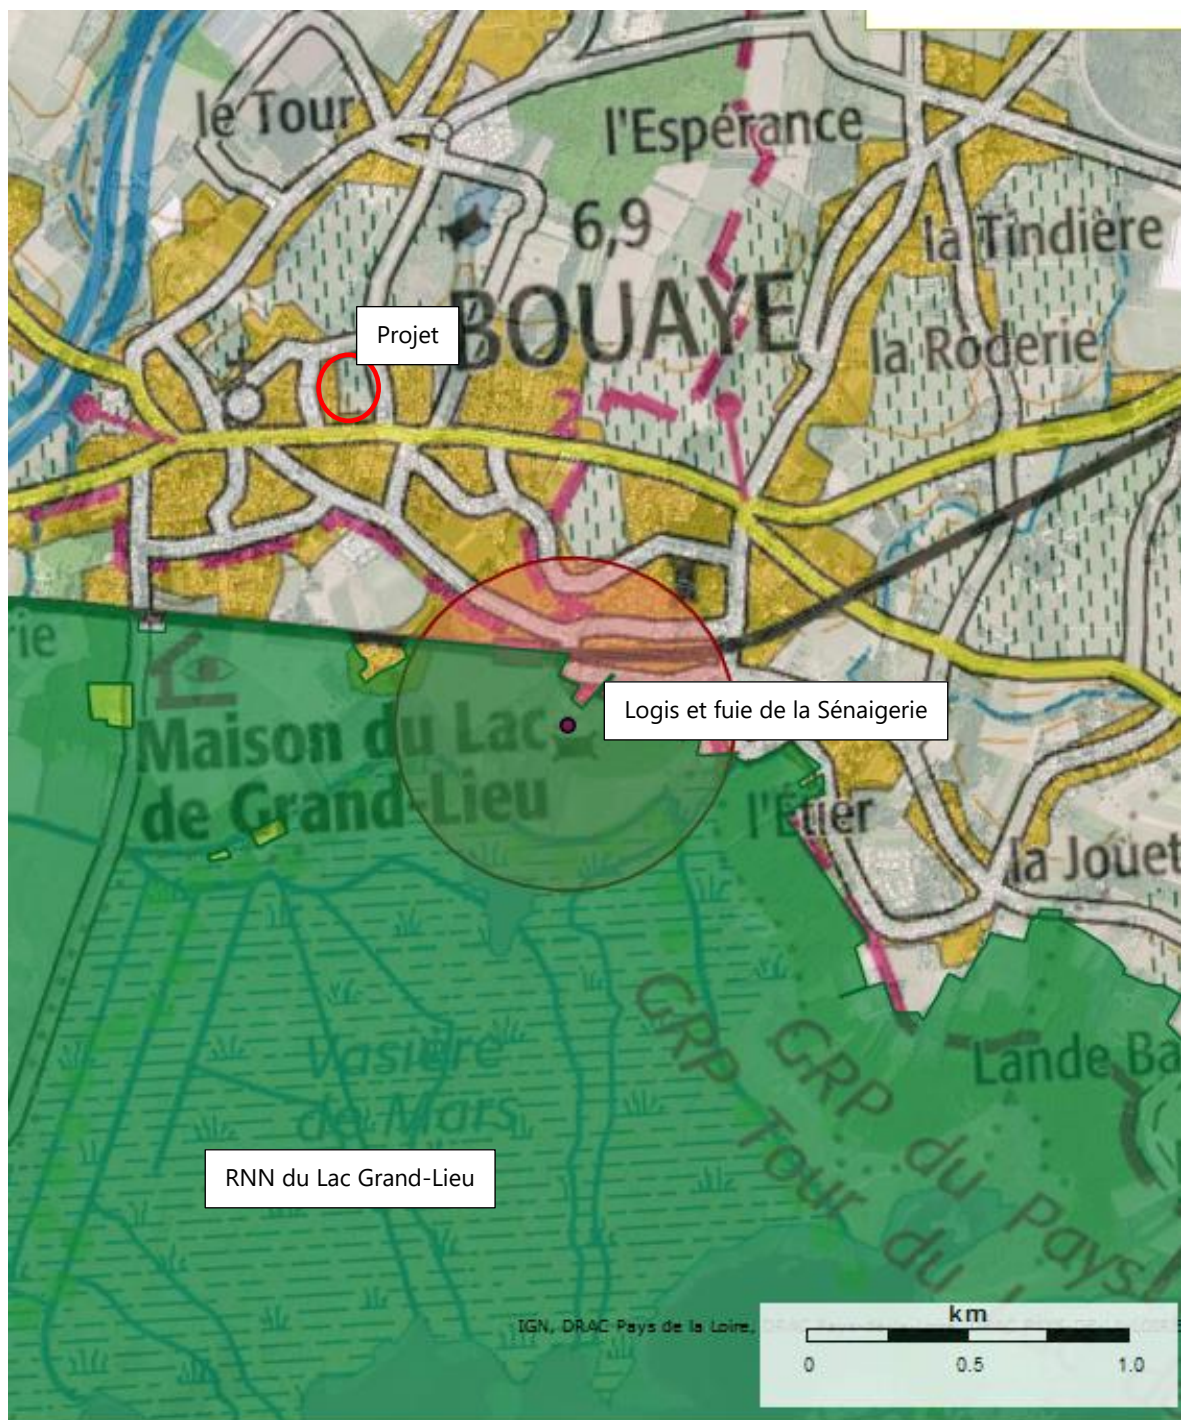 le Tour
l'Espérance
6,9
la Tindière
BOUAYE
Projet
la Roderie
rie
Logis et fuie de la Sénaigerie
Maison du Lac
de Grand-Lieu
l'Étier
la Jouet
Vasière
de Mars
Lande Ba
GRP du Pays
GRP Tour du
RNN du Lac Grand-Lieu
km
IGN, DRAC Pays de la Loire,
0 0.5 1.0